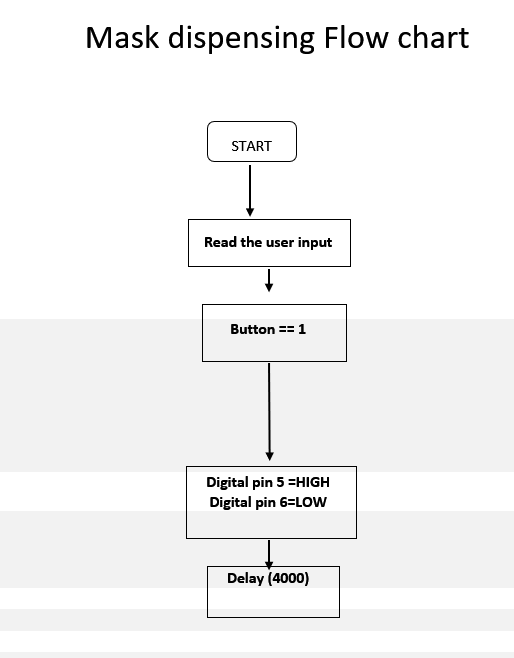 Mask dispensing Flow chart
START
Read the user input
Button == 1
Digital pin 5 =HIGH
Digital pin 6=LOW
Delay (4000)